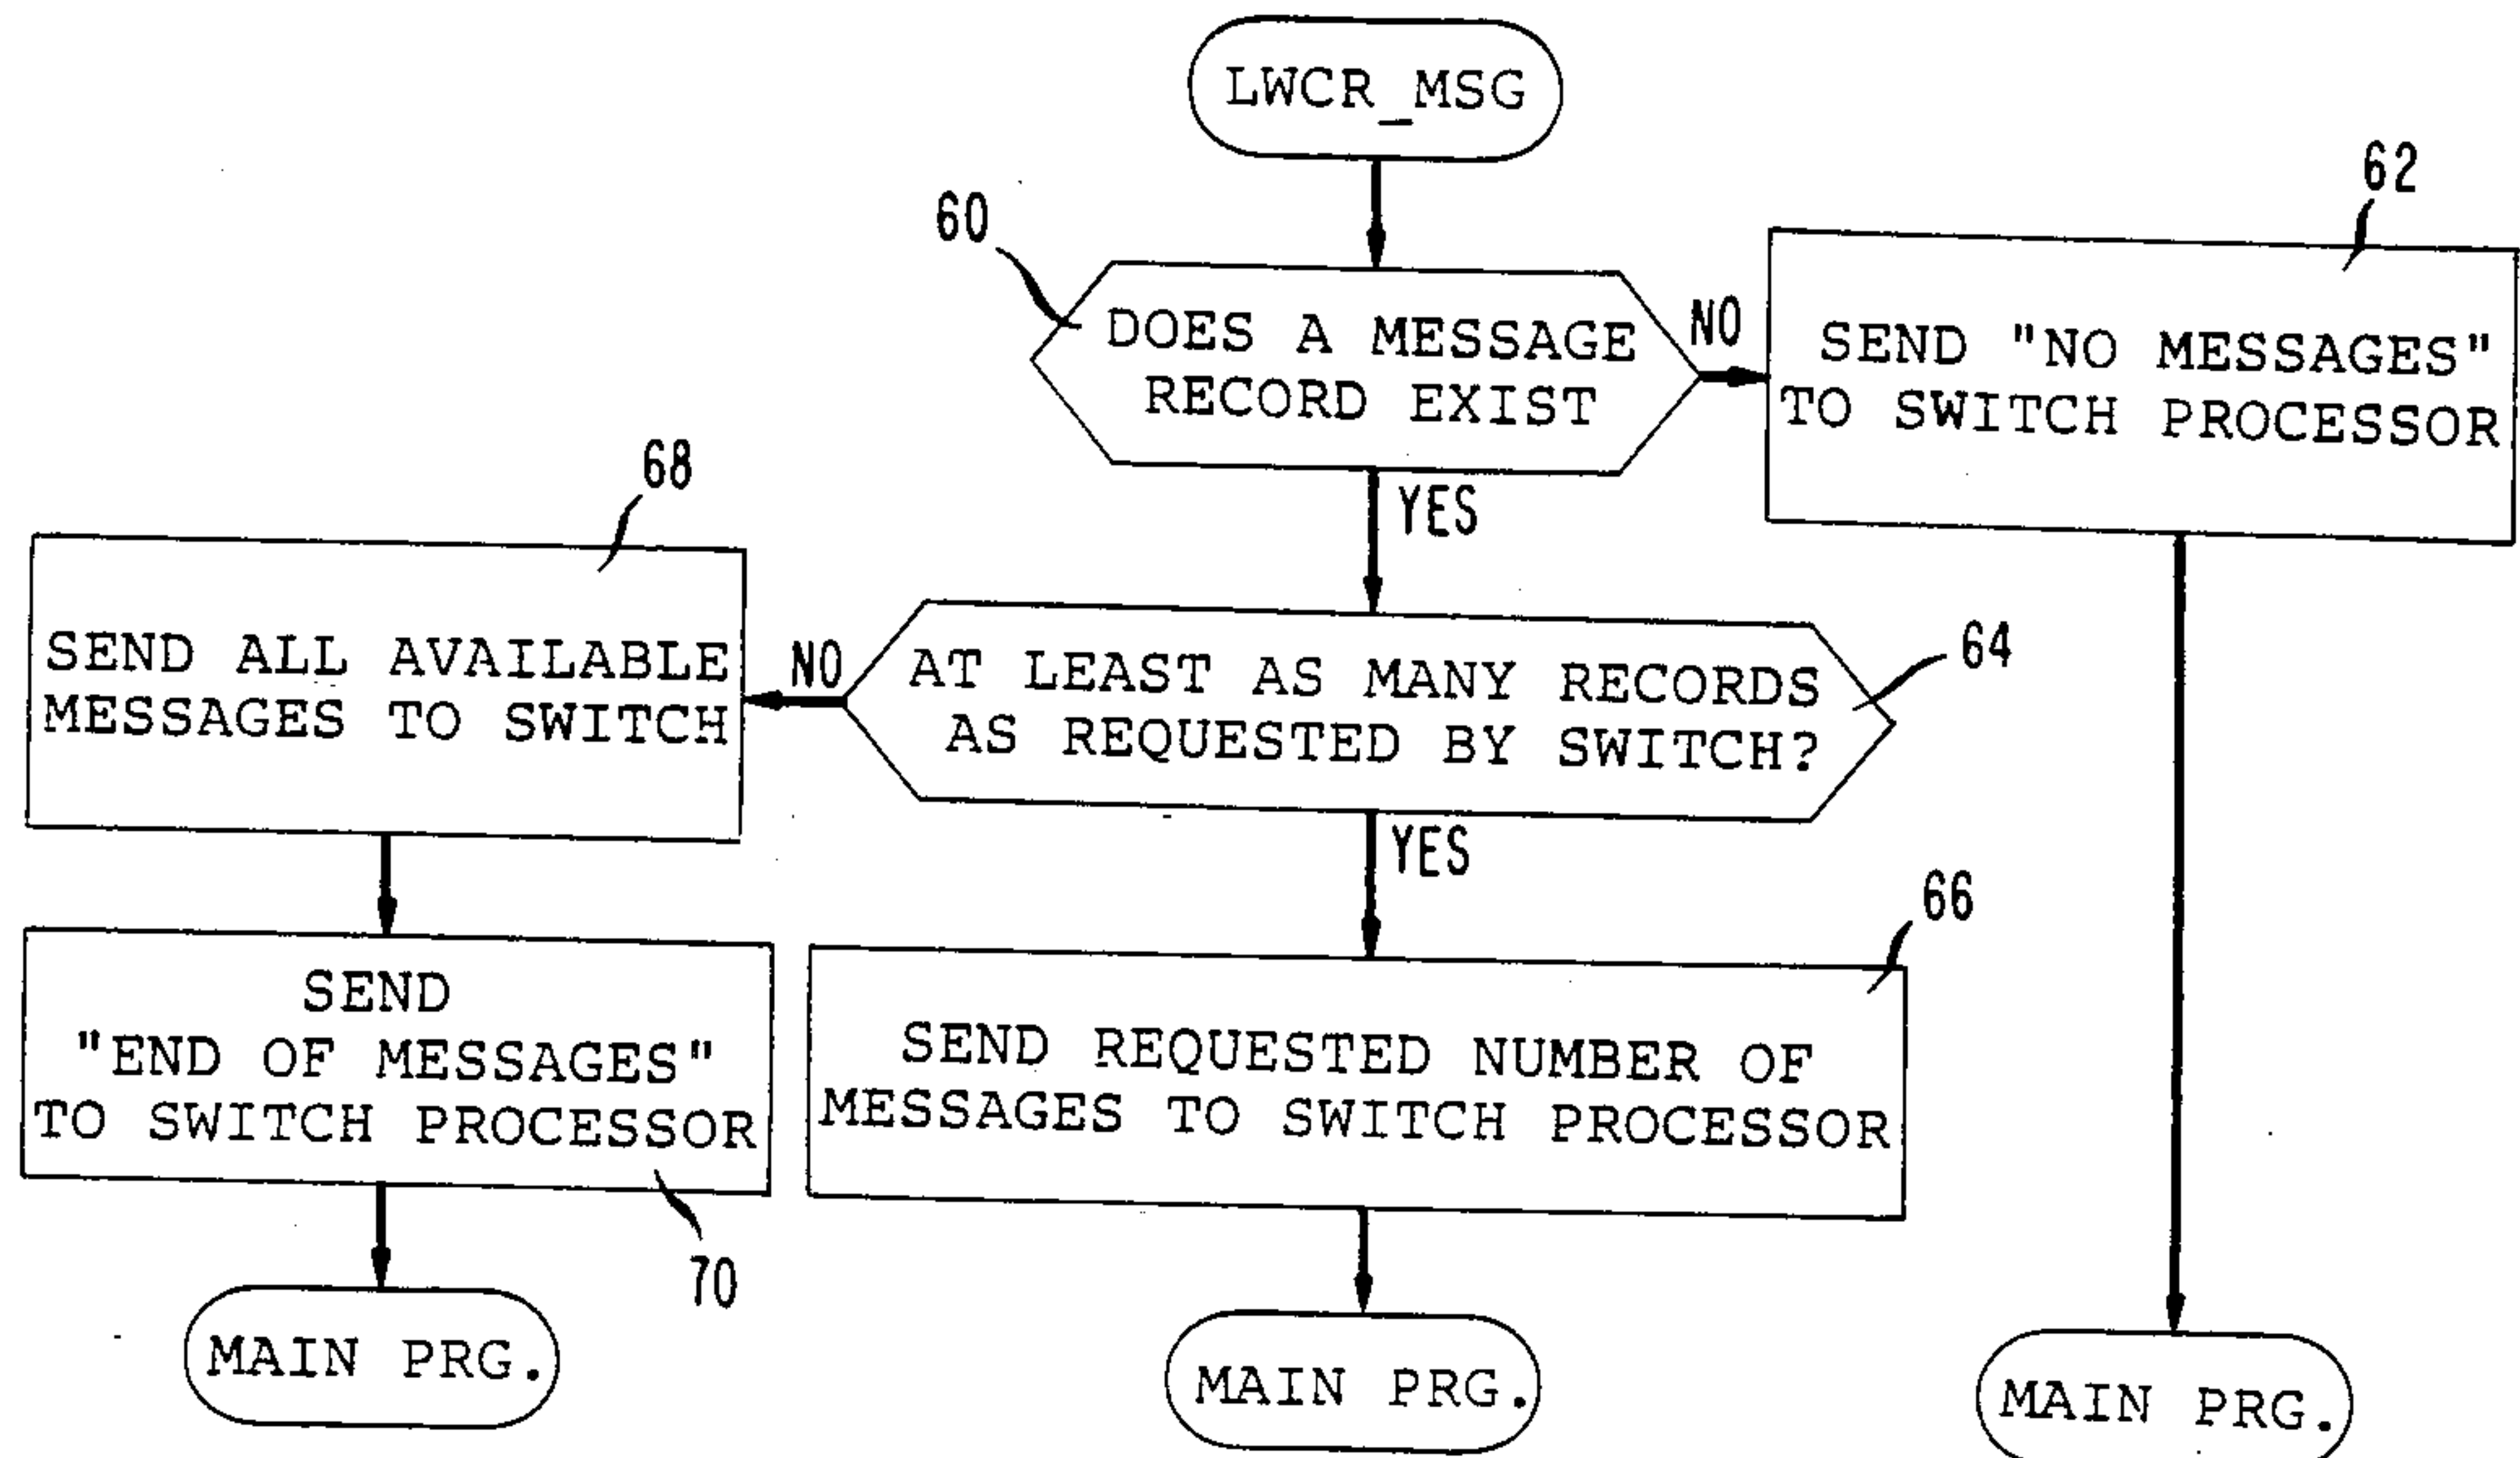 LWCR_MSG
60
DOES A MESSAGE
RECORD EXIST
NO
62
SEND "NO MESSAGES"
TO SWITCH PROCESSOR
YES
68
SEND ALL AVAILABLE
MESSAGES TO SWITCH
NO
AT LEAST AS MANY RECORDS
AS REQUESTED BY SWITCH?
64
YES
66
SEND
"END OF MESSAGES"
TO SWITCH PROCESSOR
70
SEND REQUESTED NUMBER OF
MESSAGES TO SWITCH PROCESSOR
MAIN PRG.
MAIN PRG.
MAIN PRG.